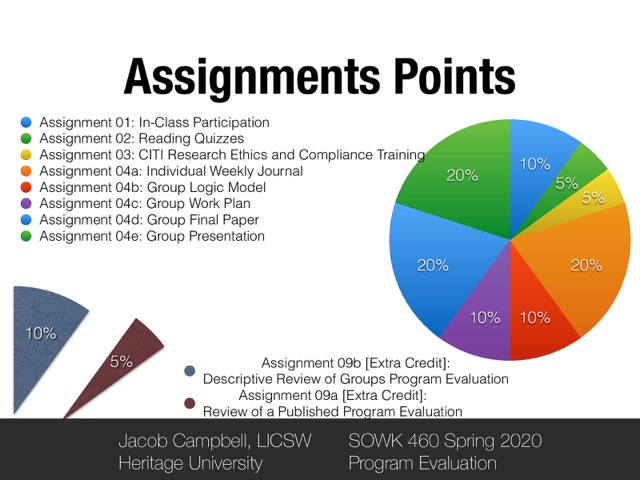 Assignments Points
Assignment 01: In-Class Participation
Assignment 02: Reading Quizzes
Assignment 03: CITI Research Ethics and Compliance Training
Assignment 04a: Individual Weekly Journal
Assignment 04b: Group Logic Model
Assignment 04c: Group Work Plan
Assignment 04d: Group Final Paper
Assignment 04e: Group Presentation
10%
5%
5%
20%
10%
10%
20%
20%
10%
5%
Assignment 09b [Extra Credit]:
Descriptive Review of Groups Program Evaluation
Assignment 09a [Extra Credit]:
Review of a Published Program Evaluation
Jacob Campbell, LICSW
Heritage University
SOWK 460 Spring 2020
Program Evaluation